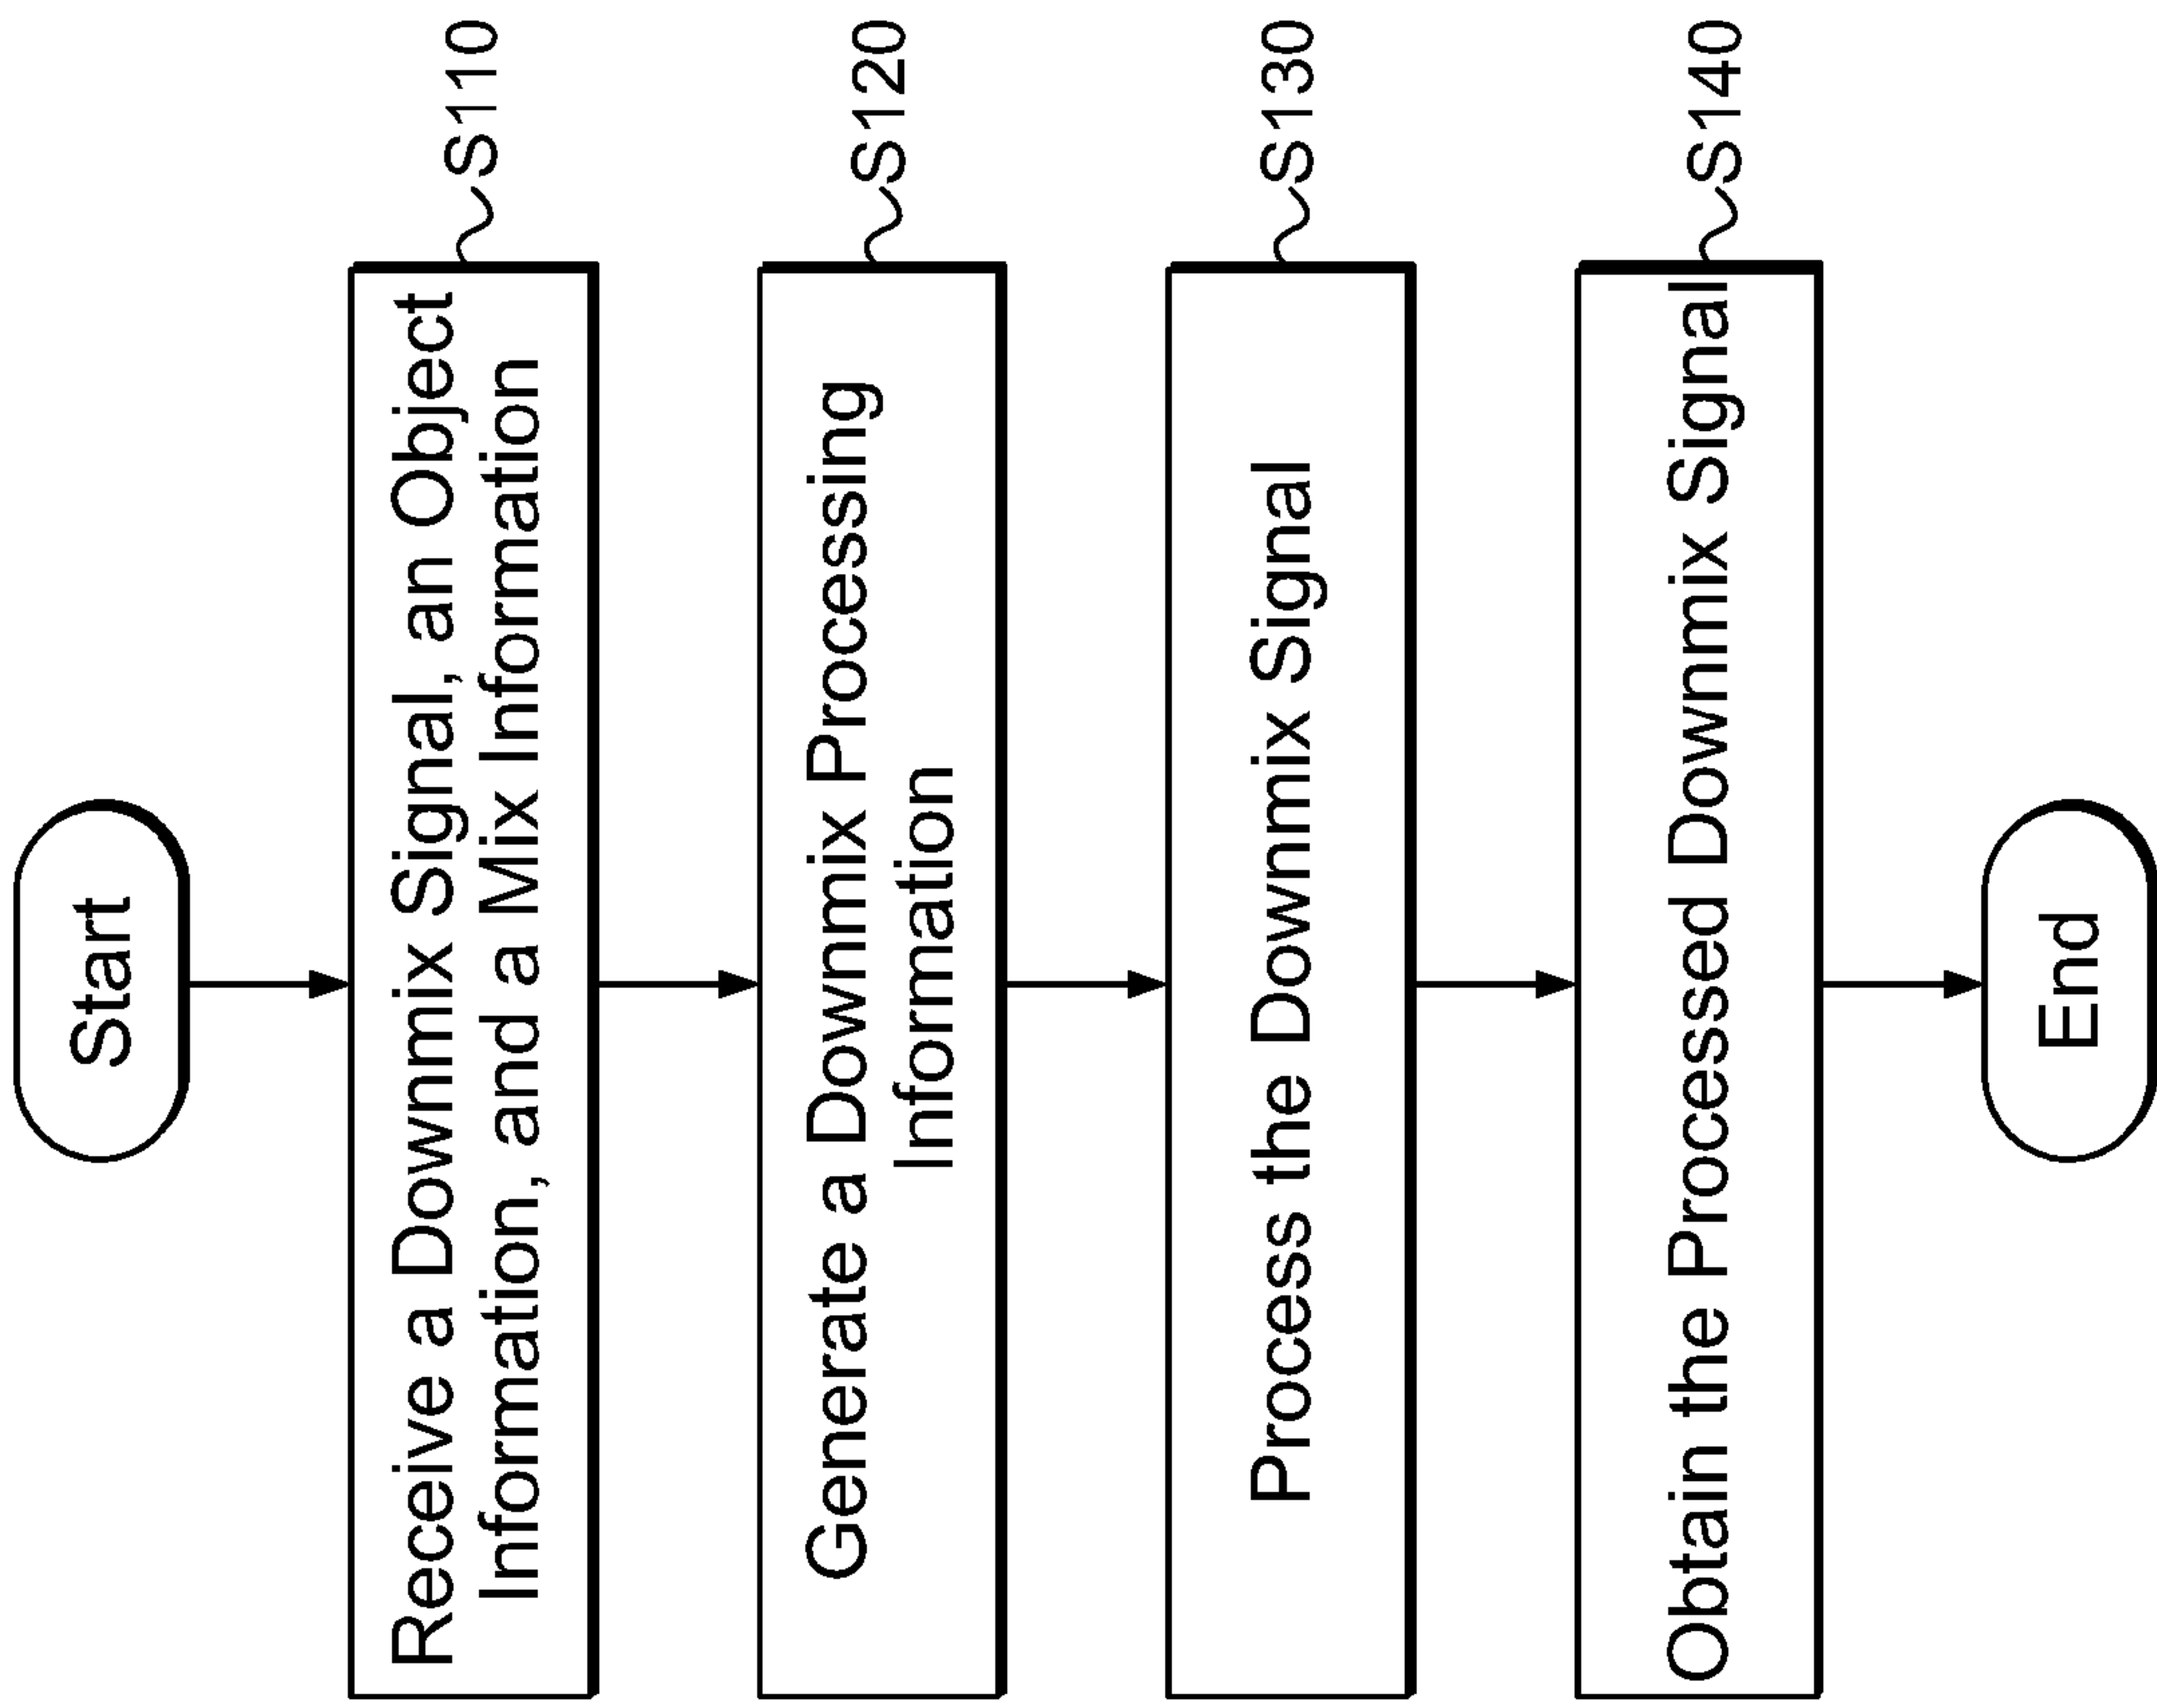 Start
Receive a Downmix Signal, an Object
Information, and a Mix Information
S110
Generate a Downmix Processing
Information
S120
Process the Downmix Signal
S130
Obtain the Processed Downmix Signal
S140
End